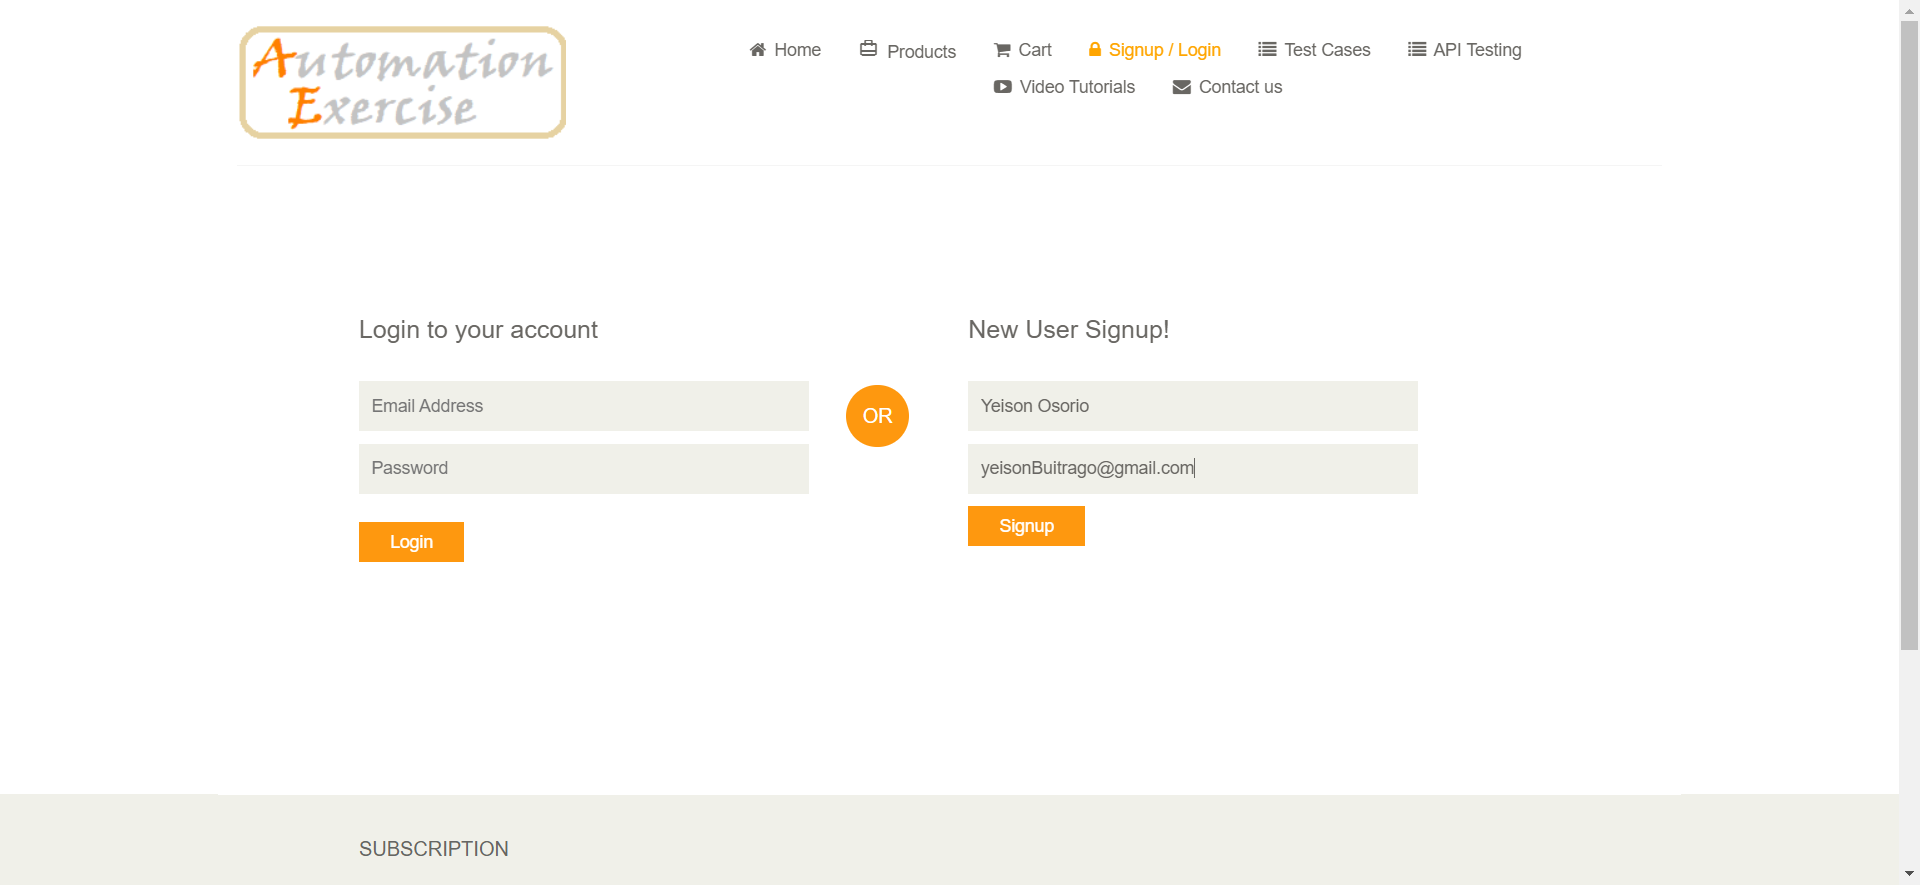 Automation
Exercise
Home
Products
Cart
Signup / Login
Test Cases
API Testing
Video Tutorials
Contact us
Login to your account
Email Address
Password
Login
OR
New User Signup!
Yeison Osorio
yeisonBuitrago@gmail.com
Signup
SUBSCRIPTION